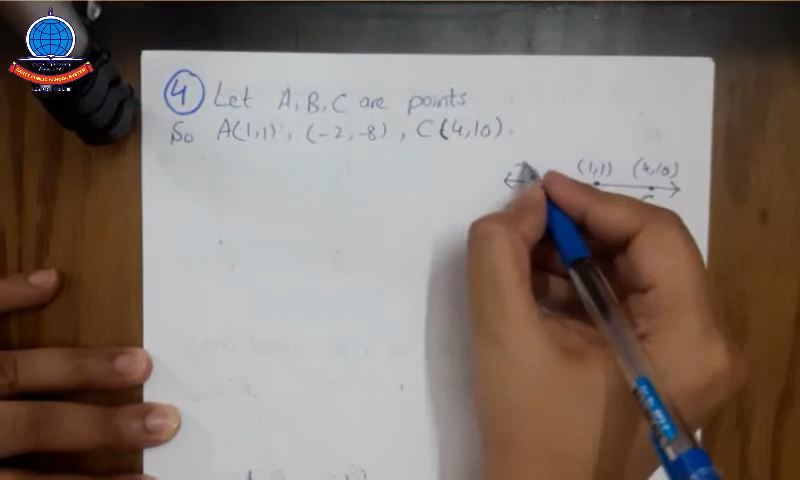 ④ Let A, B, C are points
So A(1,1), (-2,-8), C(4,10).
(1,1) (4,10)
C